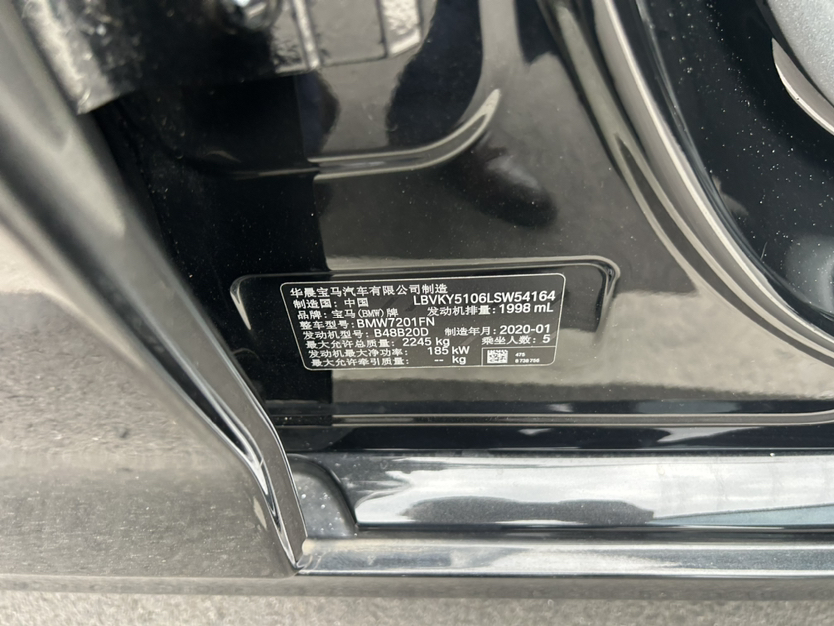 华晨宝马汽车有限公司制造
制造国: 中国 LBVKY5106LSW54164
品牌: 宝马(BMW)牌 发动机排量: 1998 mL
整车型号: BMW7201FN
发动机型号: B48B20D 制造年月: 2020-01
最大允许总质量: 2245 kg 乘坐人数: 5
发动机最大净功率: 185 kW
最大允许牵引质量: -- kg